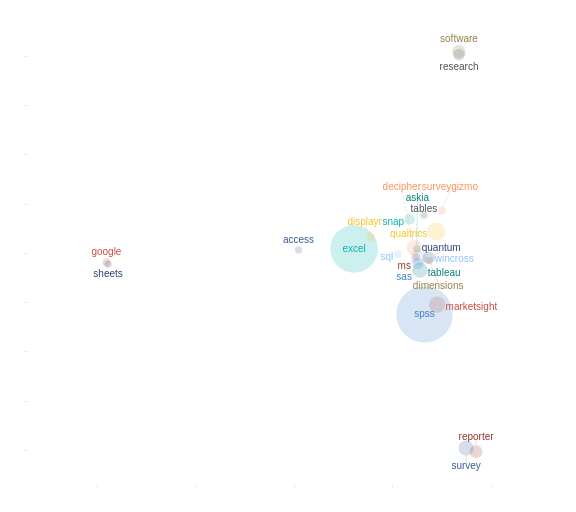 software
research
deciphersurveygizmo
askia
tables
displayr snap
qualtrics
access
excel
quantum
google
sql
wincross
ms
sheets
tableau
sas
dimensions
marketsight
spss
reporter
survey